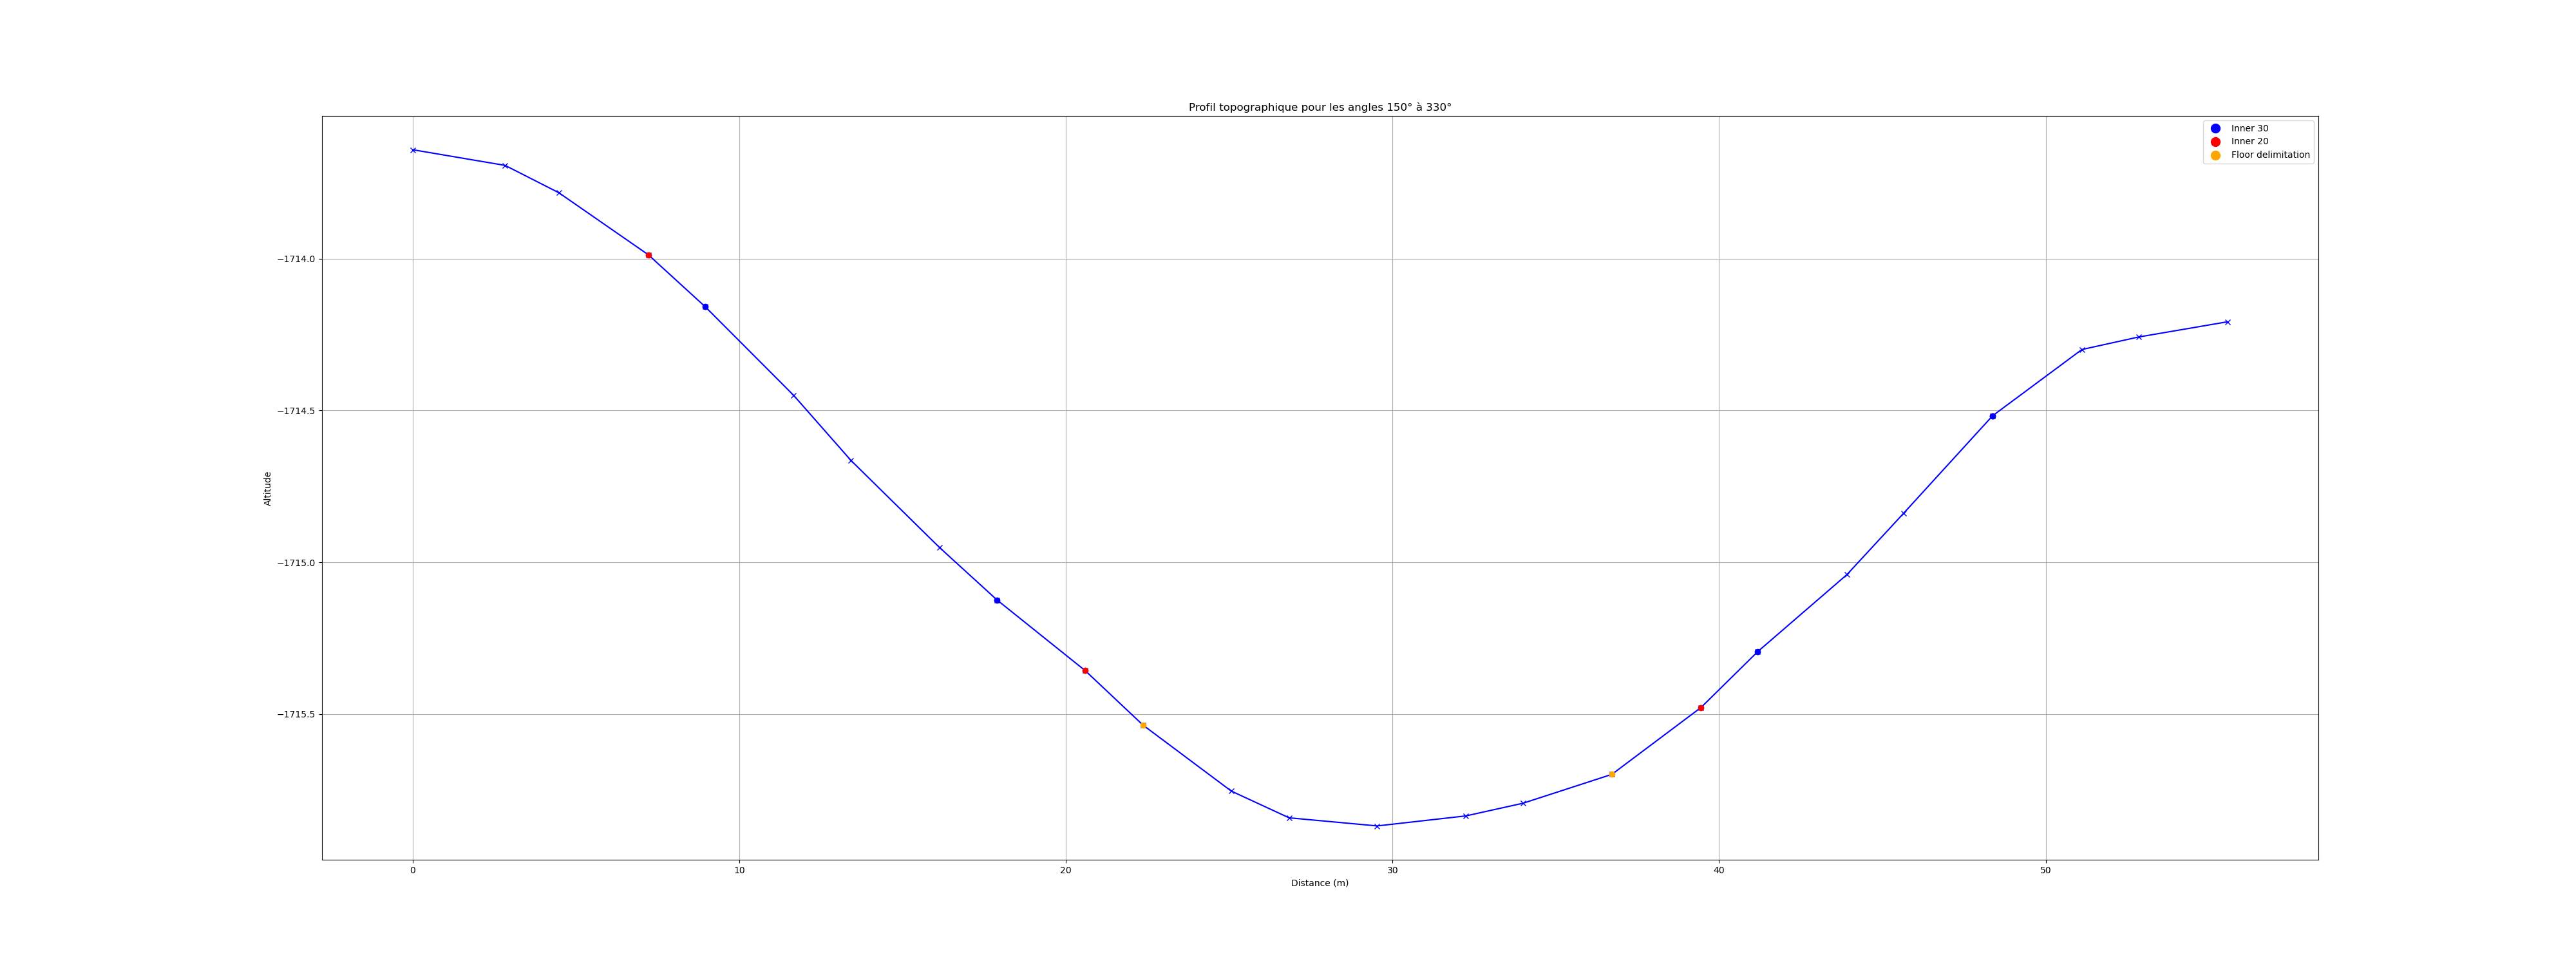 Profil topographique pour les angles 150° à 330°
Inner 30
Inner 20
Floor delimitation
Altitude
−1714.0
−1714.5
−1715.0
−1715.5
0 10 20 30 40 50
Distance (m)